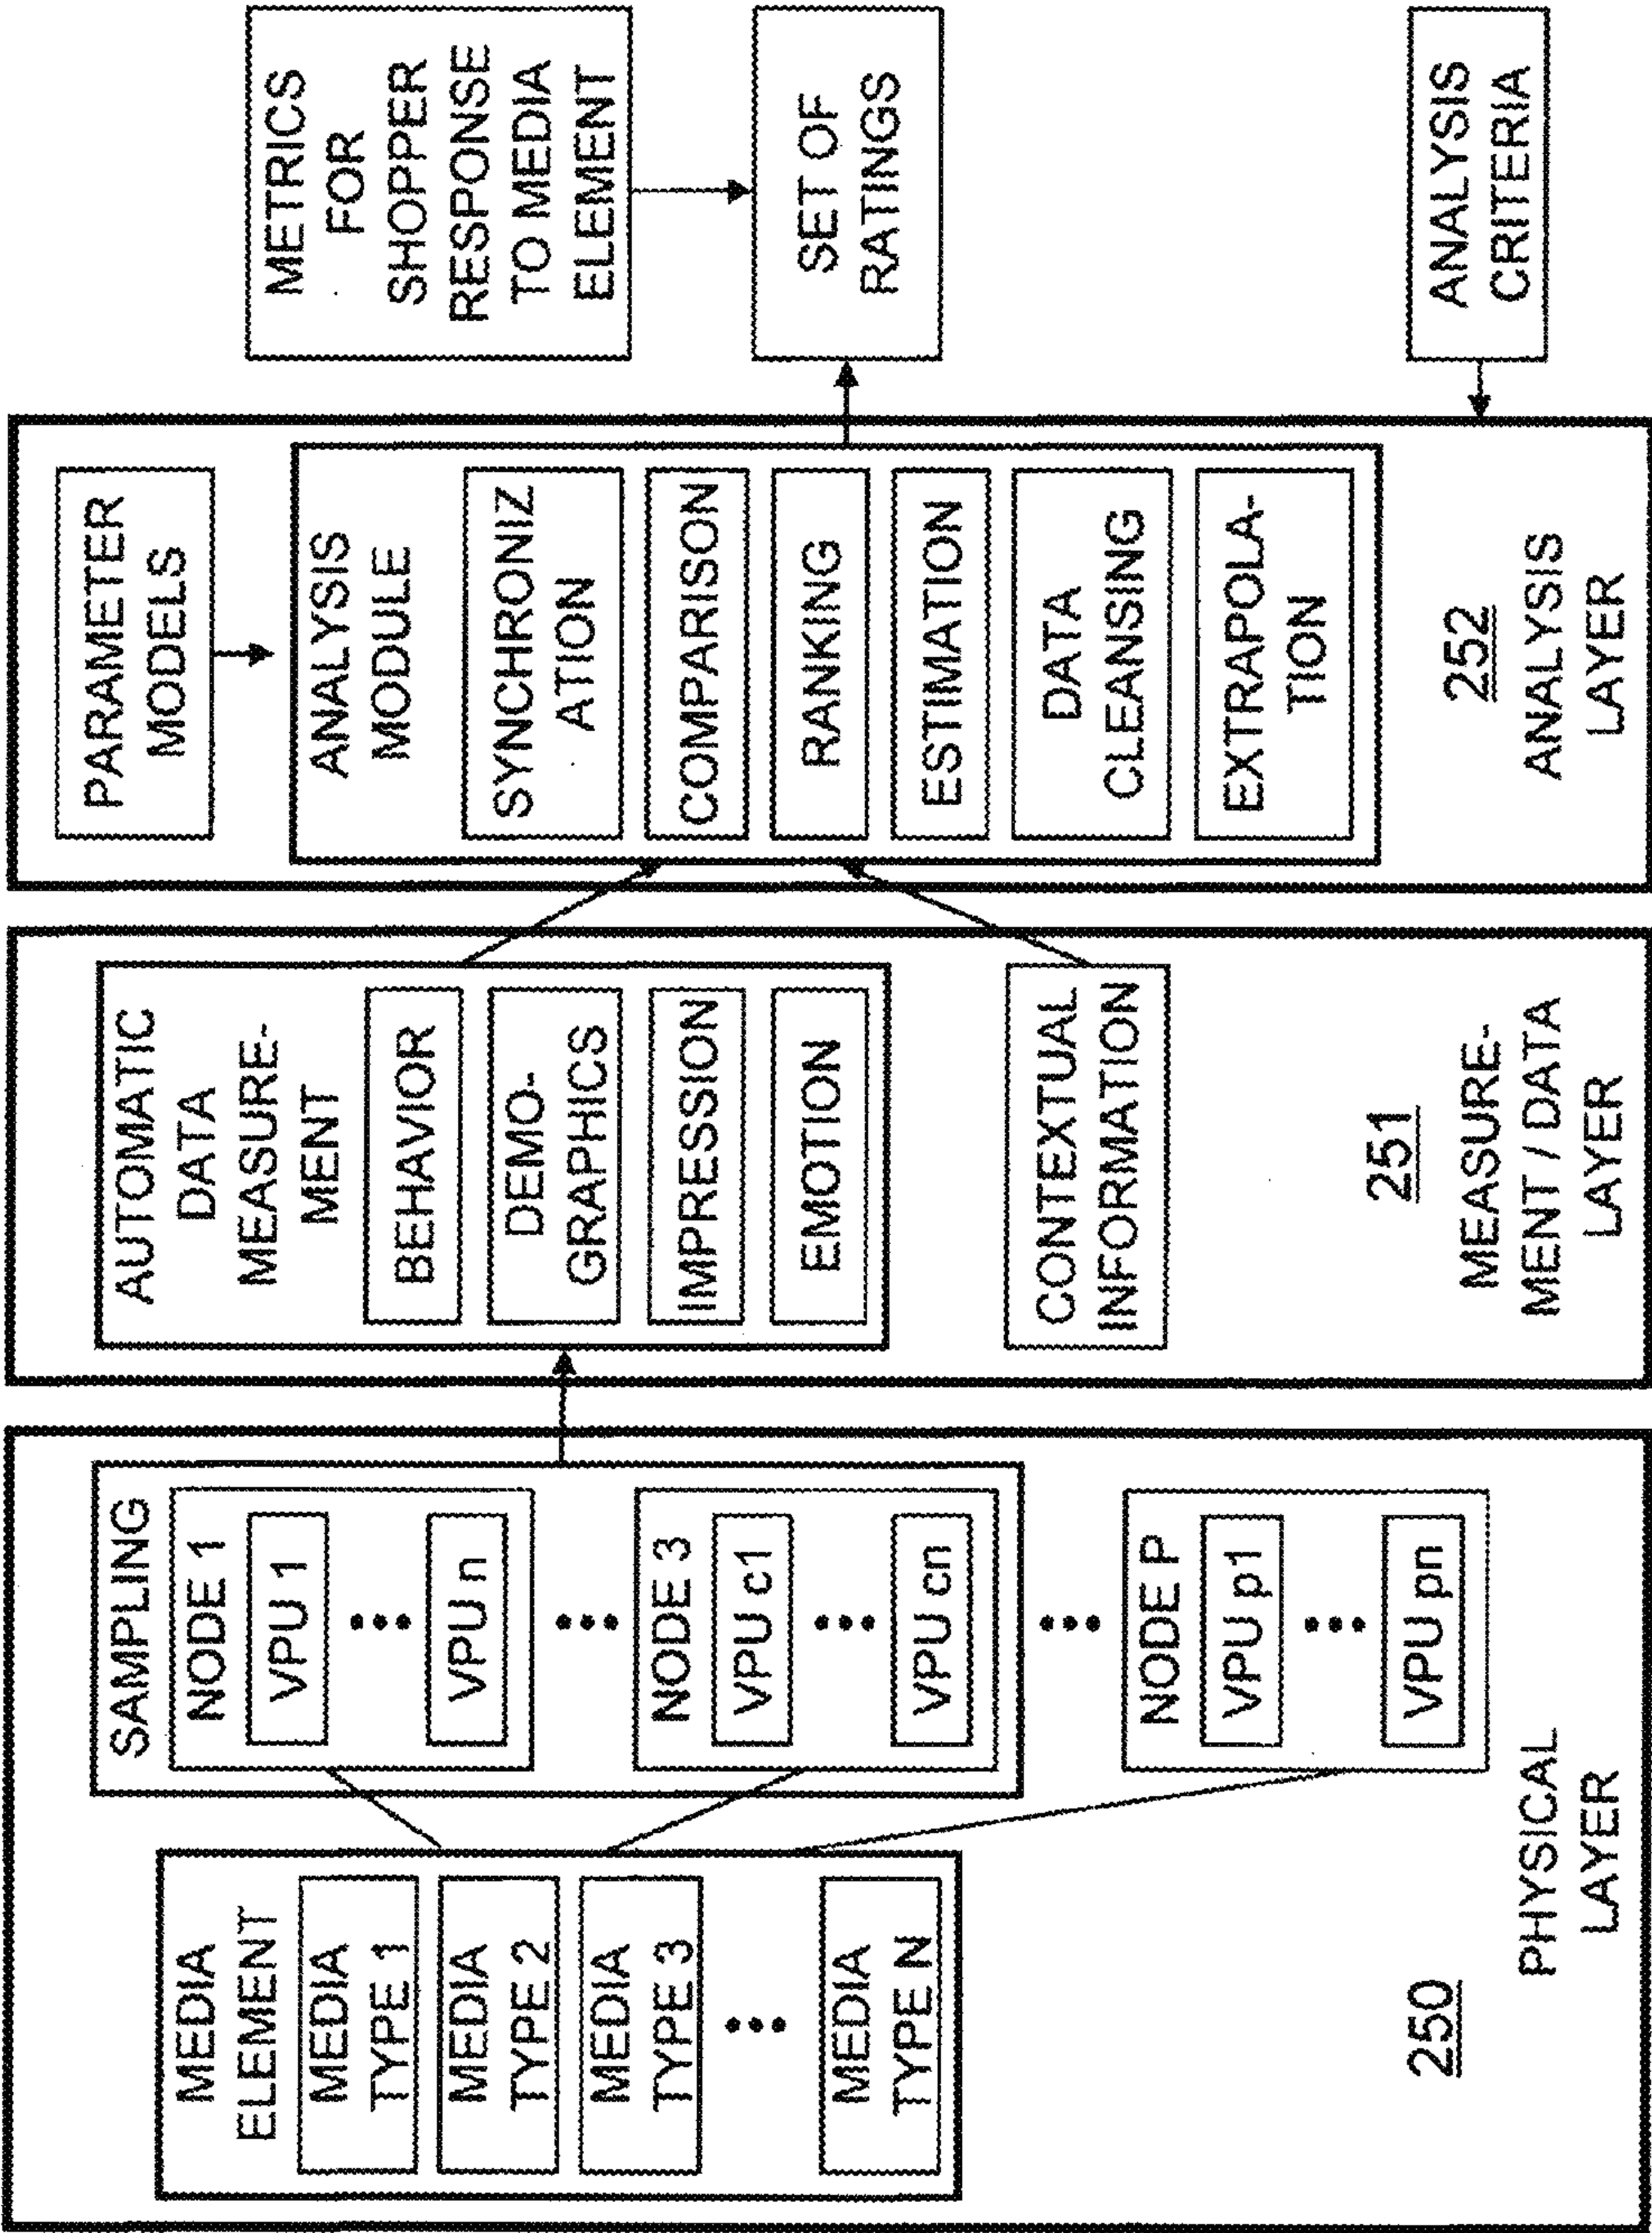 MEDIA
ELEMENT
MEDIA
TYPE 1
MEDIA
TYPE 2
MEDIA
TYPE 3
MEDIA
TYPE N
250
PHYSICAL
LAYER
SAMPLING
NODE 1
VPU 1
VPU n
NODE 3
VPU c1
VPU cn
NODE P
VPU p1
VPU pn
AUTOMATIC
DATA
MEASURE-
MENT
BEHAVIOR
DEMO-
GRAPHICS
IMPRESSION
EMOTION
CONTEXTUAL
INFORMATION
251
MEASURE-
MENT / DATA
LAYER
PARAMETER
MODELS
ANALYSIS
MODULE
SYNCHRONIZ
ATION
COMPARISON
RANKING
ESTIMATION
DATA
CLEANSING
EXTRAPOLA-
TION
252
ANALYSIS
LAYER
METRICS
FOR
SHOPPER
RESPONSE
TO MEDIA
ELEMENT
SET OF
RATINGS
ANALYSIS
CRITERIA